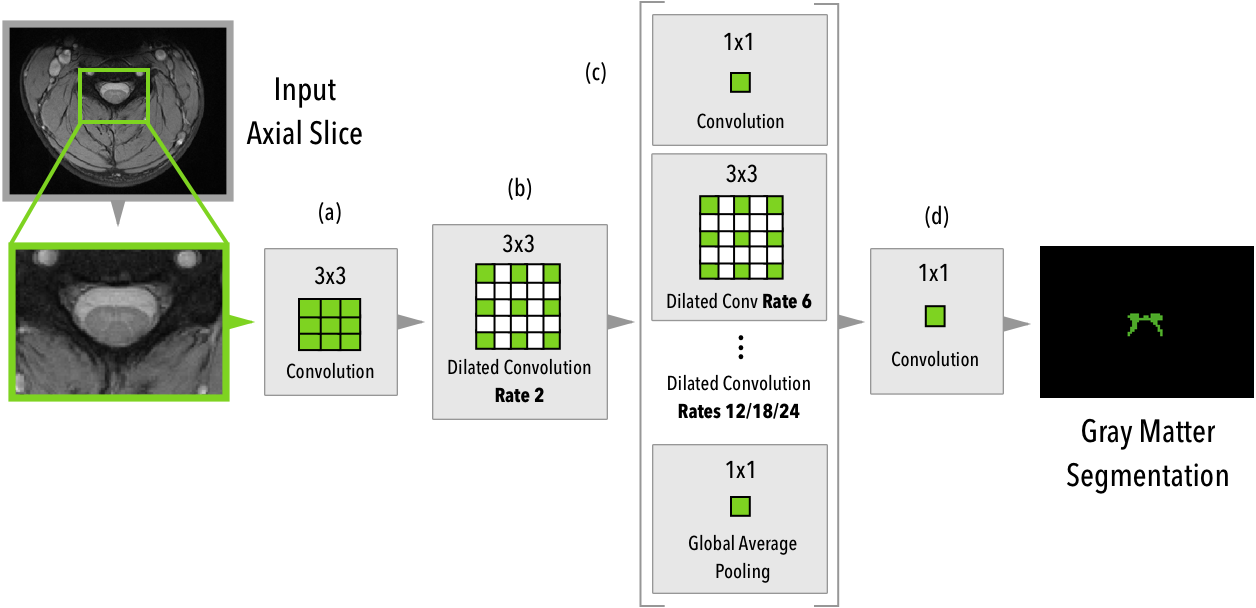 Input
Axial Slice
(a)
3x3
Convolution
(b)
3x3
Dilated Convolution
Rate 2
(c)
1x1
Convolution
3x3
Dilated Conv Rate 6
Dilated Convolution
Rates 12/18/24
1x1
Global Average
Pooling
(d)
1x1
Convolution
Gray Matter
Segmentation